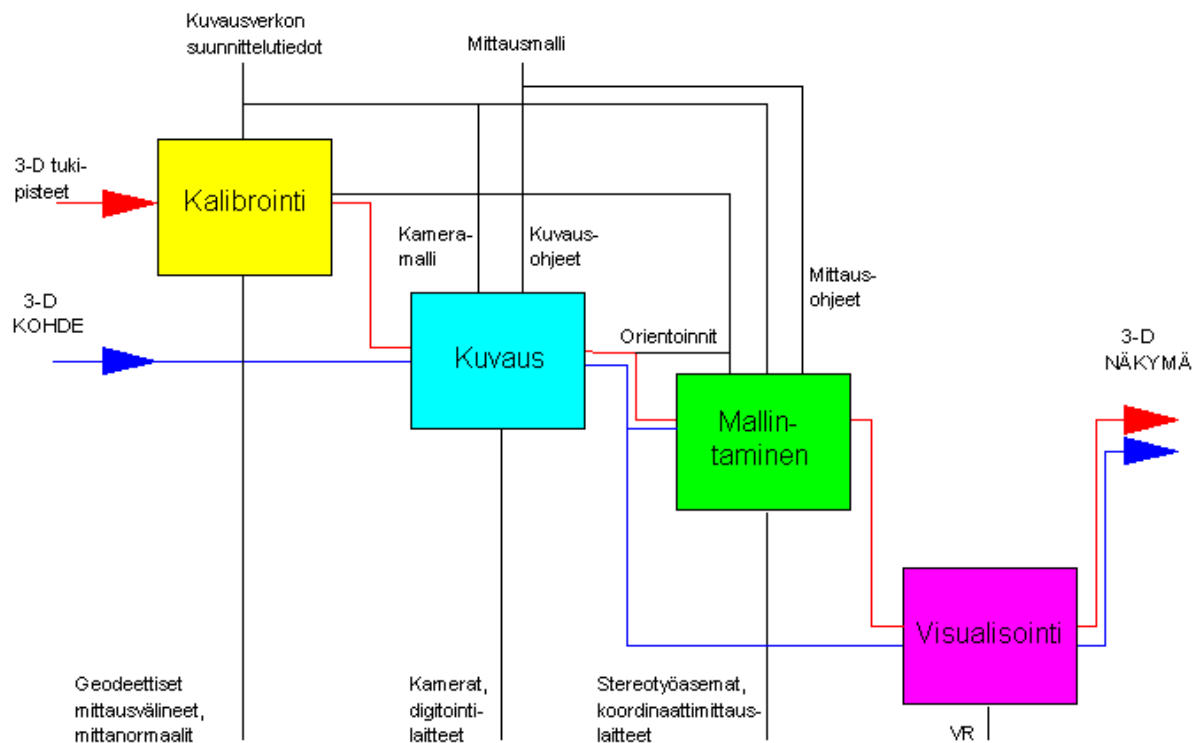 Kuvausverkon
suunnittelutiedot
Mittausmalli
3-D tuki-
pisteet
Kalibrointi
Kamera-
malli
Kuvaus-
ohjeet
Mittaus-
ohjeet
3-D
KOHDE
Kuvaus
Orientoinnit
3-D
NÄKYMÄ
Mallin-
taminen
Visualisointi
Geodeettiset
mittausvälineet,
mittanormaalit
Kamerat,
digitointi-
laitteet
Stereotyöasemat,
koordinaattimittaus-
laitteet
VR